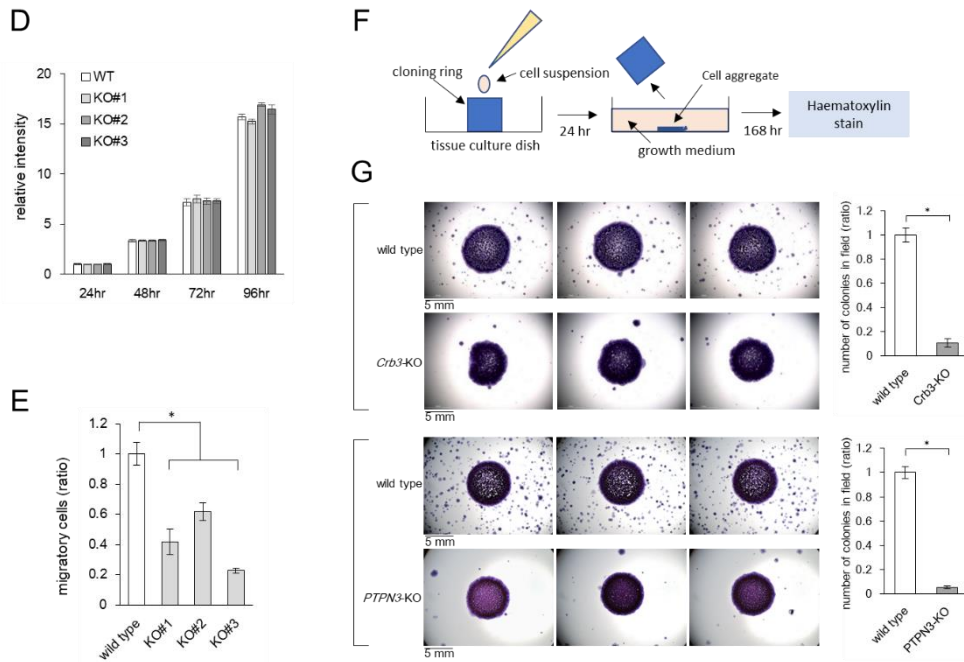 D
relative intensity
20
15
10
5
0
WT
KO#1
KO#2
KO#3
24hr
48hr
72hr
96hr
E
migratory cells (ratio)
1.2
1
0.8
0.6
0.4
0.2
0
*
wild type
KO#1
KO#2
KO#3
F
cloning ring
cell suspension
tissue culture dish
24 hr
Cell aggregate
growth medium
168 hr
Haematoxylin
stain
G
wild type
5 mm
Crb3-KO
5 mm
number of colonies in field (ratio)
1.2
1
0.8
0.6
0.4
0.2
0
*
wild type
Crb3-KO
wild type
5 mm
PTPN3-KO
5 mm
number of colonies in field (ratio)
1.2
1
0.8
0.6
0.4
0.2
0
*
wild type
PTPN3-KO